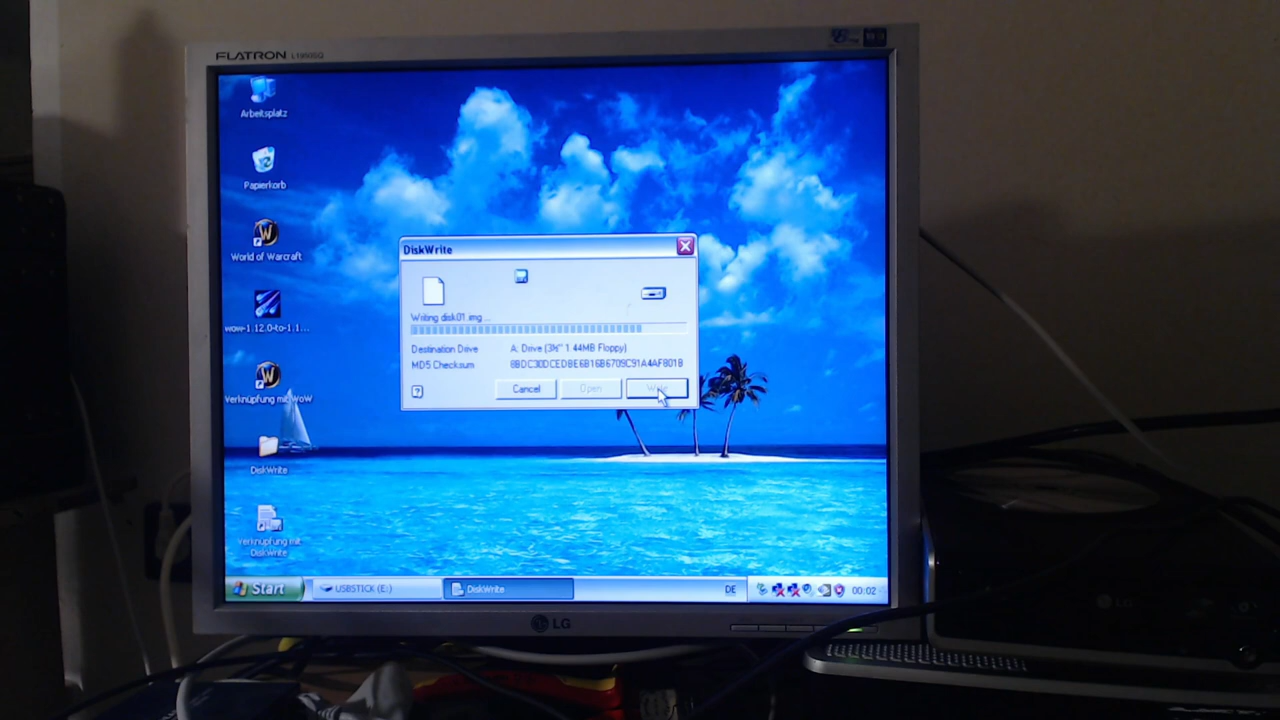 FLATRON L1950SQ
Arbeitsplatz
Papierkorb
World of Warcraft
wow-1.12.0-to-1.1...
Verknüpfung mit WoW
DiskWrite
Verknüpfung mit
DiskWrite
DiskWrite
Writing disk01.img ...
Destination Drive A: Drive (3½" 1.44MB Floppy)
MD5 Checksum 8BDC30DCEDBE6B16B6709C91A4AF801B
? Cancel Open Write
Start USBSTICK (E:) DiskWrite DE 00:02
LG
LG